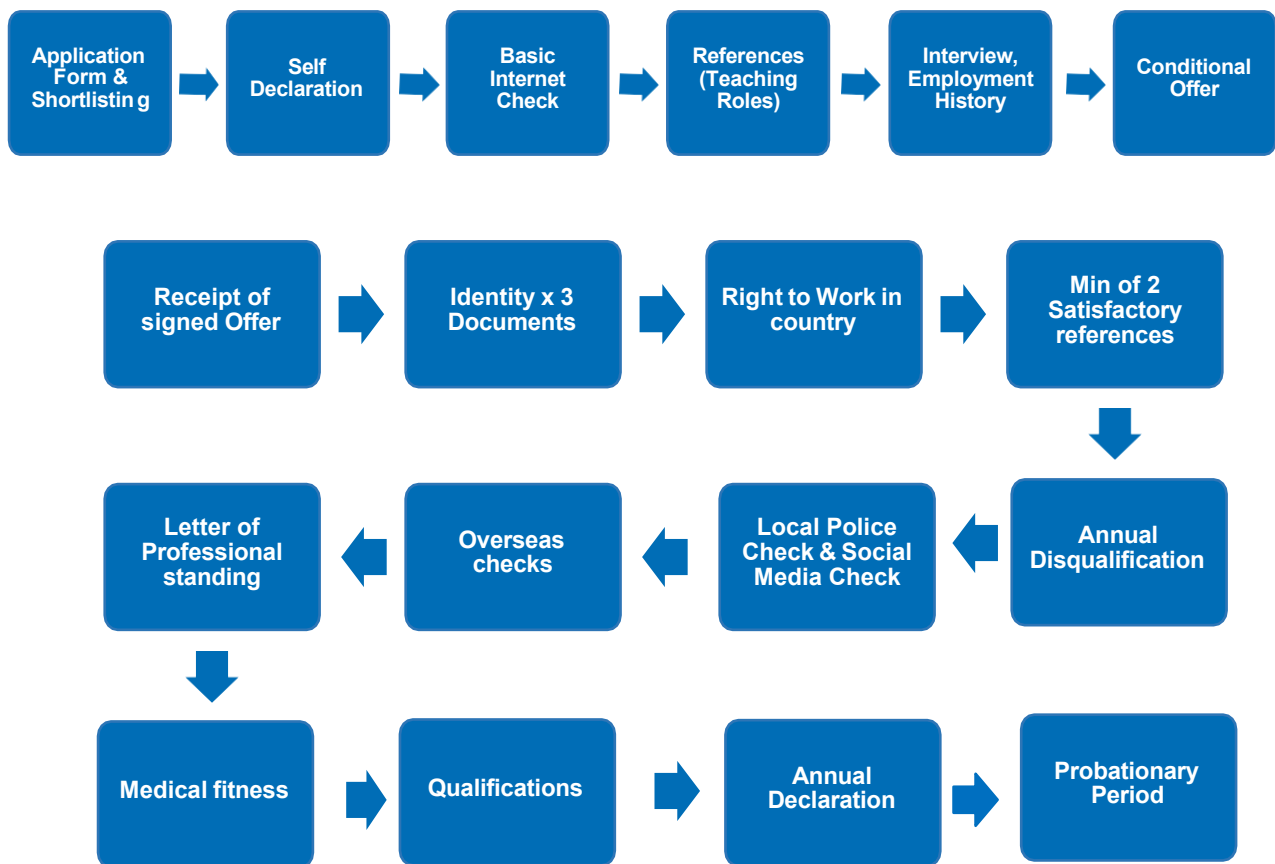 Application
Form &
Shortlistin g
Self
Declaration
Basic
Internet
Check
References
(Teaching
Roles)
Interview,
Employment
History
Conditional
Offer
Receipt of
signed Offer
Identity x 3
Documents
Right to Work in
country
Min of 2
Satisfactory
references
Annual
Disqualification
Local Police
Check & Social
Media Check
Overseas
checks
Letter of
Professional
standing
Medical fitness
Qualifications
Annual
Declaration
Probationary
Period